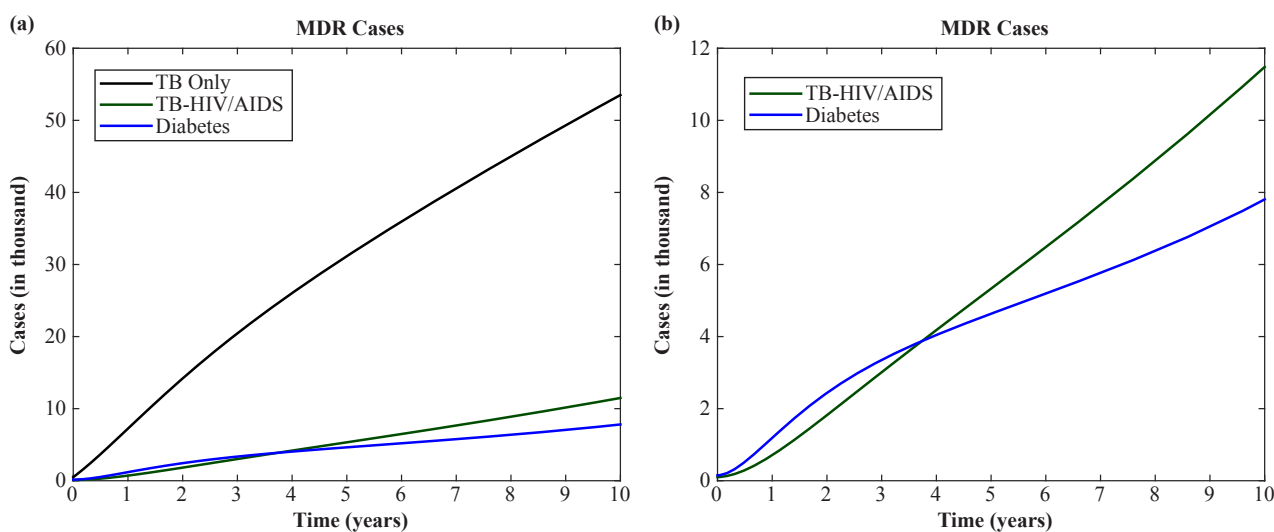 (a)
MDR Cases
60
50
40
30
20
10
0
Cases (in thousand)
TB Only
TB-HIV/AIDS
Diabetes
0 1 2 3 4 5 6 7 8 9 10
Time (years)
(b)
MDR Cases
12
10
8
6
4
2
0
Cases (in thousand)
TB-HIV/AIDS
Diabetes
0 1 2 3 4 5 6 7 8 9 10
Time (years)